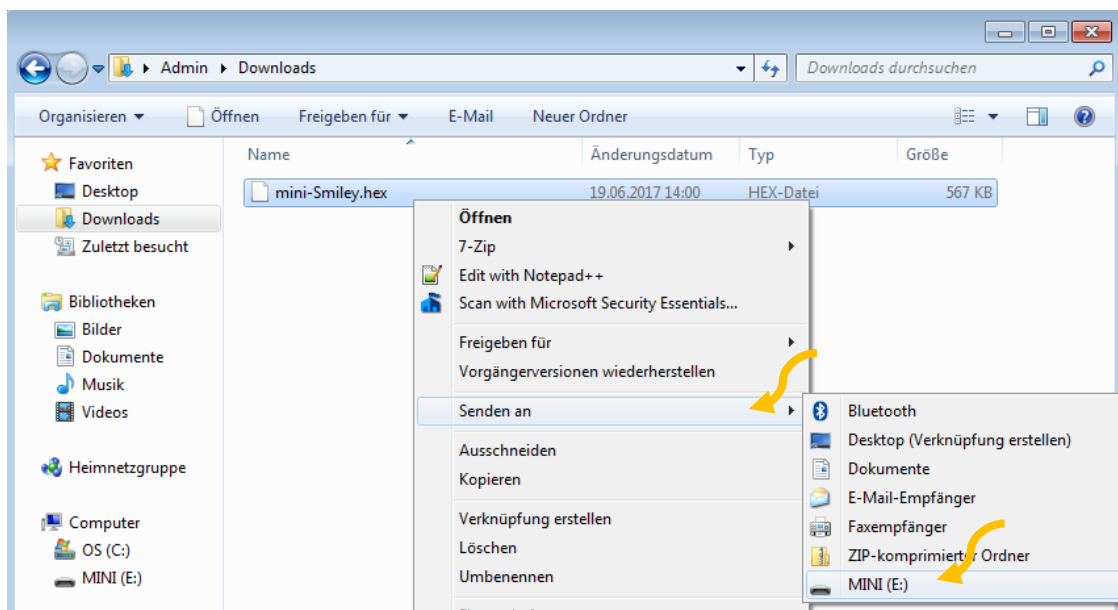 Admin ▸ Downloads
Downloads durchsuchen
Organisieren
Öffnen
Freigeben für
E-Mail
Neuer Ordner
Name
Änderungsdatum
Typ
Größe
Favoriten
Desktop
Downloads
Zuletzt besucht
Bibliotheken
Bilder
Dokumente
Musik
Videos
Heimnetzgruppe
Computer
OS (C:)
MINI (E:)
mini-Smiley.hex
19.06.2017 14:00
HEX-Datei
567 KB
Öffnen
7-Zip
Edit with Notepad++
Scan with Microsoft Security Essentials...
Freigeben für
Vorgängerversionen wiederherstellen
Senden an
Ausschneiden
Kopieren
Verknüpfung erstellen
Löschen
Umbenennen
Bluetooth
Desktop (Verknüpfung erstellen)
Dokumente
E-Mail-Empfänger
Faxempfänger
ZIP-komprimierter Ordner
MINI (E:)